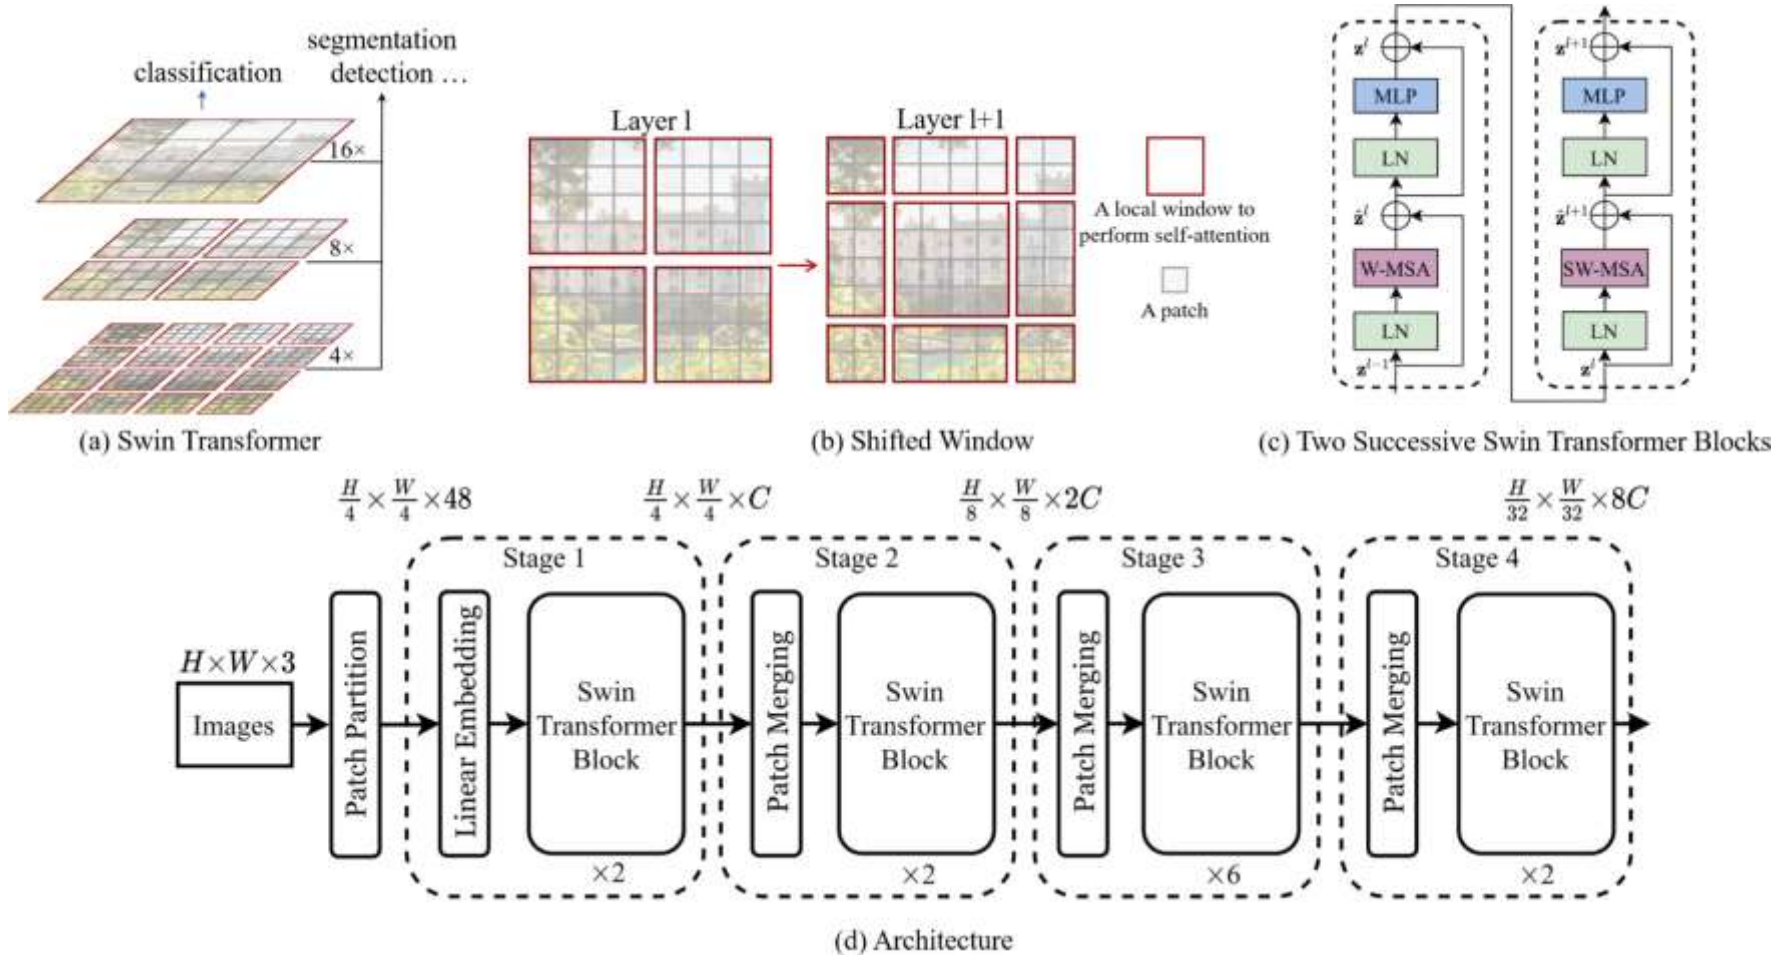 segmentation
classification
detection …
16×
8×
4×
(a) Swin Transformer
Layer l
Layer l+1
A local window to
perform self-attention
A patch
(b) Shifted Window
z^l
MLP
LN
ẑ^l
W-MSA
LN
z^{l-1}
z^{l+1}
MLP
LN
ẑ^{l+1}
SW-MSA
LN
z^l
(c) Two Successive Swin Transformer Blocks
H/4 × W/4 × 48
H/4 × W/4 × C
H/8 × W/8 × 2C
H/32 × W/32 × 8C
Stage 1
Stage 2
Stage 3
Stage 4
H×W×3
Images
Patch Partition
Linear Embedding
Swin
Transformer
Block
×2
Patch Merging
Swin
Transformer
Block
×2
Patch Merging
Swin
Transformer
Block
×6
Patch Merging
Swin
Transformer
Block
×2
(d) Architecture